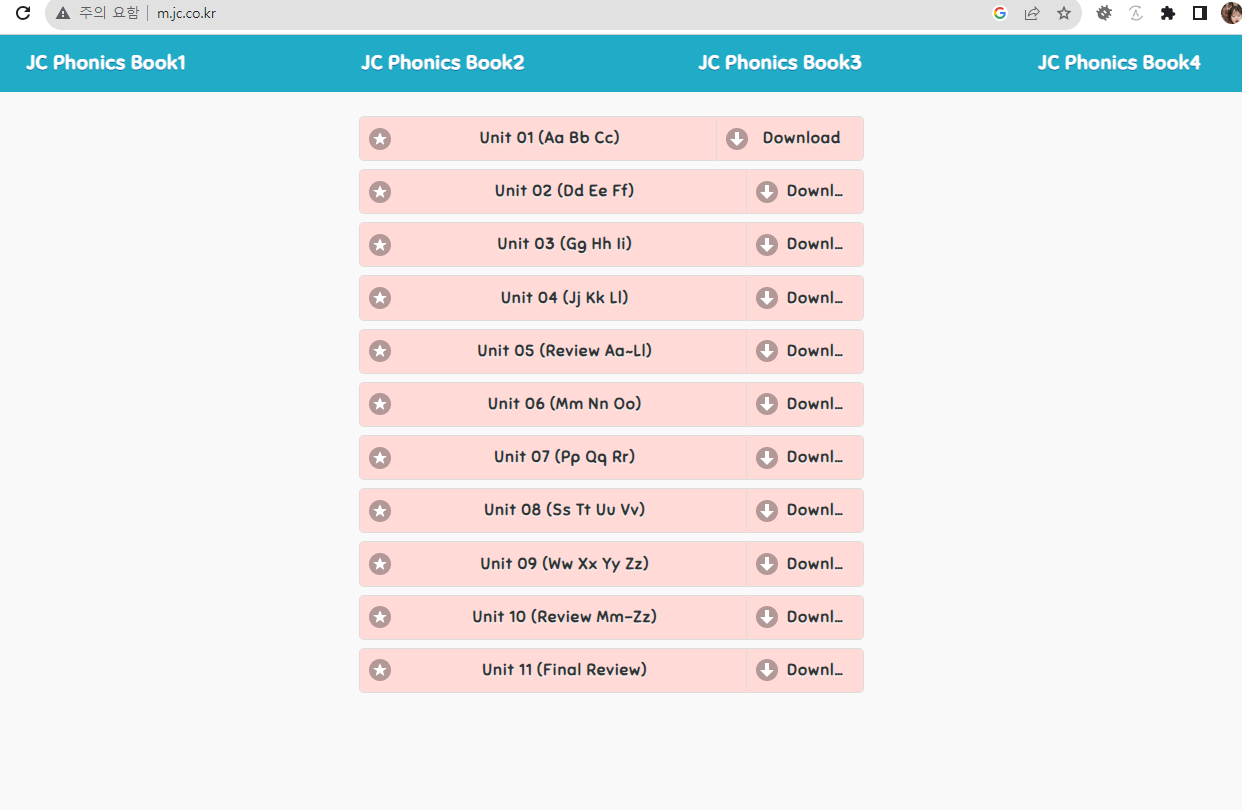 주의 요함 m.jc.co.kr
JC Phonics Book1 JC Phonics Book2 JC Phonics Book3 JC Phonics Book4
Unit 01 (Aa Bb Cc) Download
Unit 02 (Dd Ee Ff) Downl...
Unit 03 (Gg Hh Ii) Downl...
Unit 04 (Jj Kk Ll) Downl...
Unit 05 (Review Aa~Ll) Downl...
Unit 06 (Mm Nn Oo) Downl...
Unit 07 (Pp Qq Rr) Downl...
Unit 08 (Ss Tt Uu Vv) Downl...
Unit 09 (Ww Xx Yy Zz) Downl...
Unit 10 (Review Mm-Zz) Downl...
Unit 11 (Final Review) Downl...